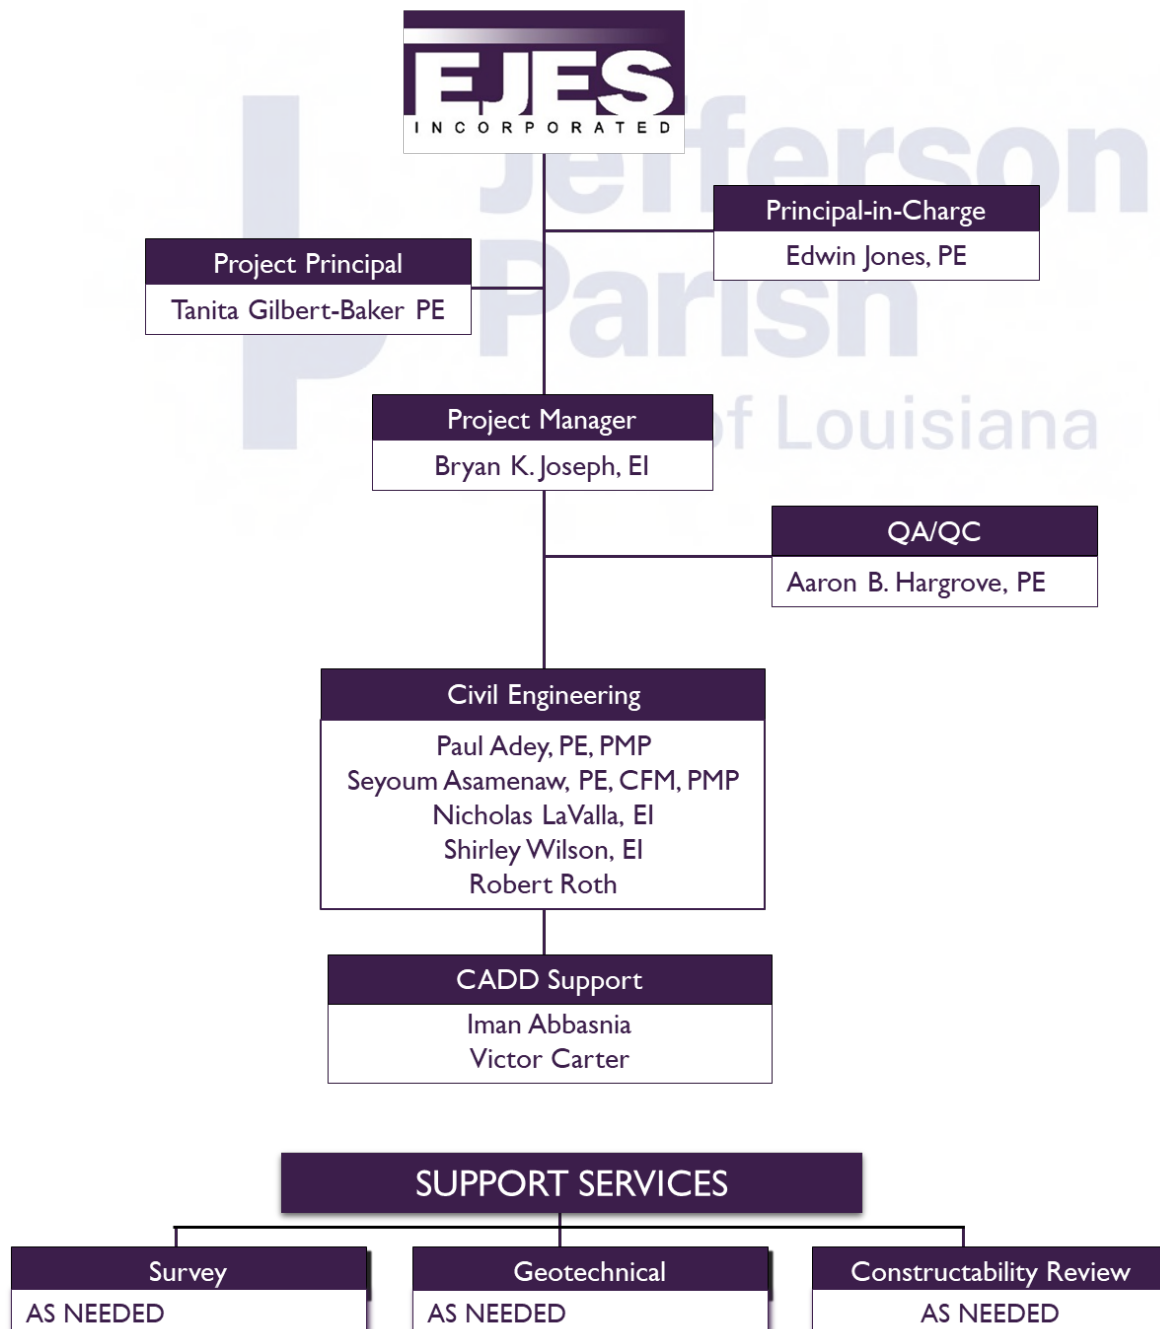 EJES
INCORPORATED
Jefferson
Parish
of Louisiana
Principal-in-Charge
Edwin Jones, PE
Project Principal
Tanita Gilbert-Baker PE
Project Manager
Bryan K. Joseph, EI
QA/QC
Aaron B. Hargrove, PE
Civil Engineering
Paul Adey, PE, PMP
Seyoum Asamenaw, PE, CFM, PMP
Nicholas LaValla, EI
Shirley Wilson, EI
Robert Roth
CADD Support
Iman Abbasnia
Victor Carter
SUPPORT SERVICES
Survey
AS NEEDED
Geotechnical
AS NEEDED
Constructability Review
AS NEEDED